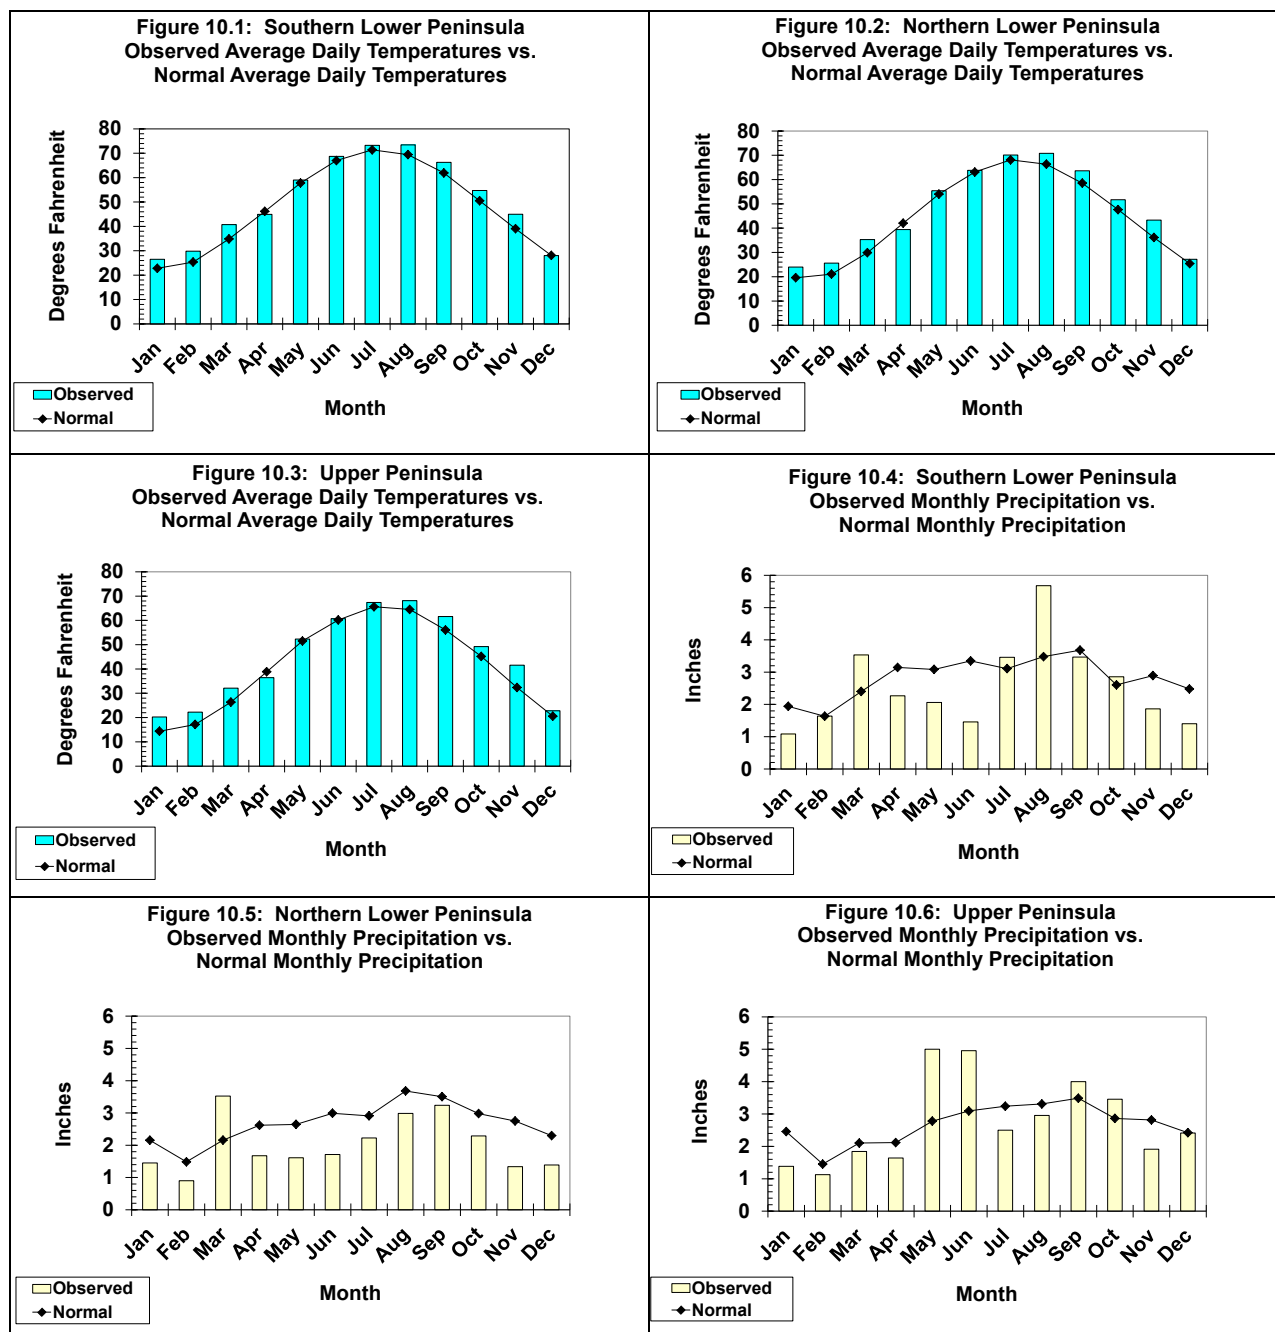 Figure 10.1: Southern Lower Peninsula
Observed Average Daily Temperatures vs.
Normal Average Daily Temperatures
Degrees Fahrenheit
80
70
60
50
40
30
20
10
0
Jan Feb Mar Apr May Jun Jul Aug Sep Oct Nov Dec
Month
Observed
Normal
Figure 10.2: Northern Lower Peninsula
Observed Average Daily Temperatures vs.
Normal Average Daily Temperatures
Degrees Fahrenheit
80
70
60
50
40
30
20
10
0
Jan Feb Mar Apr May Jun Jul Aug Sep Oct Nov Dec
Month
Observed
Normal
Figure 10.3: Upper Peninsula
Observed Average Daily Temperatures vs.
Normal Average Daily Temperatures
Degrees Fahrenheit
80
70
60
50
40
30
20
10
0
Jan Feb Mar Apr May Jun Jul Aug Sep Oct Nov Dec
Month
Observed
Normal
Figure 10.4: Southern Lower Peninsula
Observed Monthly Precipitation vs.
Normal Monthly Precipitation
Inches
6
5
4
3
2
1
0
Jan Feb Mar Apr May Jun Jul Aug Sep Oct Nov Dec
Month
Observed
Normal
Figure 10.5: Northern Lower Peninsula
Observed Monthly Precipitation vs.
Normal Monthly Precipitation
Inches
6
5
4
3
2
1
0
Jan Feb Mar Apr May Jun Jul Aug Sep Oct Nov Dec
Month
Observed
Normal
Figure 10.6: Upper Peninsula
Observed Monthly Precipitation vs.
Normal Monthly Precipitation
Inches
6
5
4
3
2
1
0
Jan Feb Mar Apr May Jun Jul Aug Sep Oct Nov Dec
Month
Observed
Normal